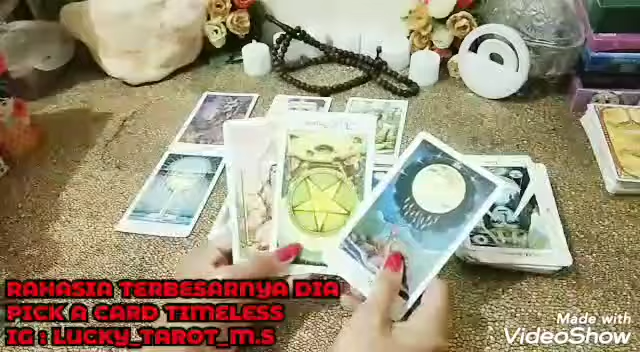 RAHASIA TERBESARNYA DIA
PICK A CARD TIMELESS
IG : LUCKY_TAROT_M.S
Made with
VideoShow